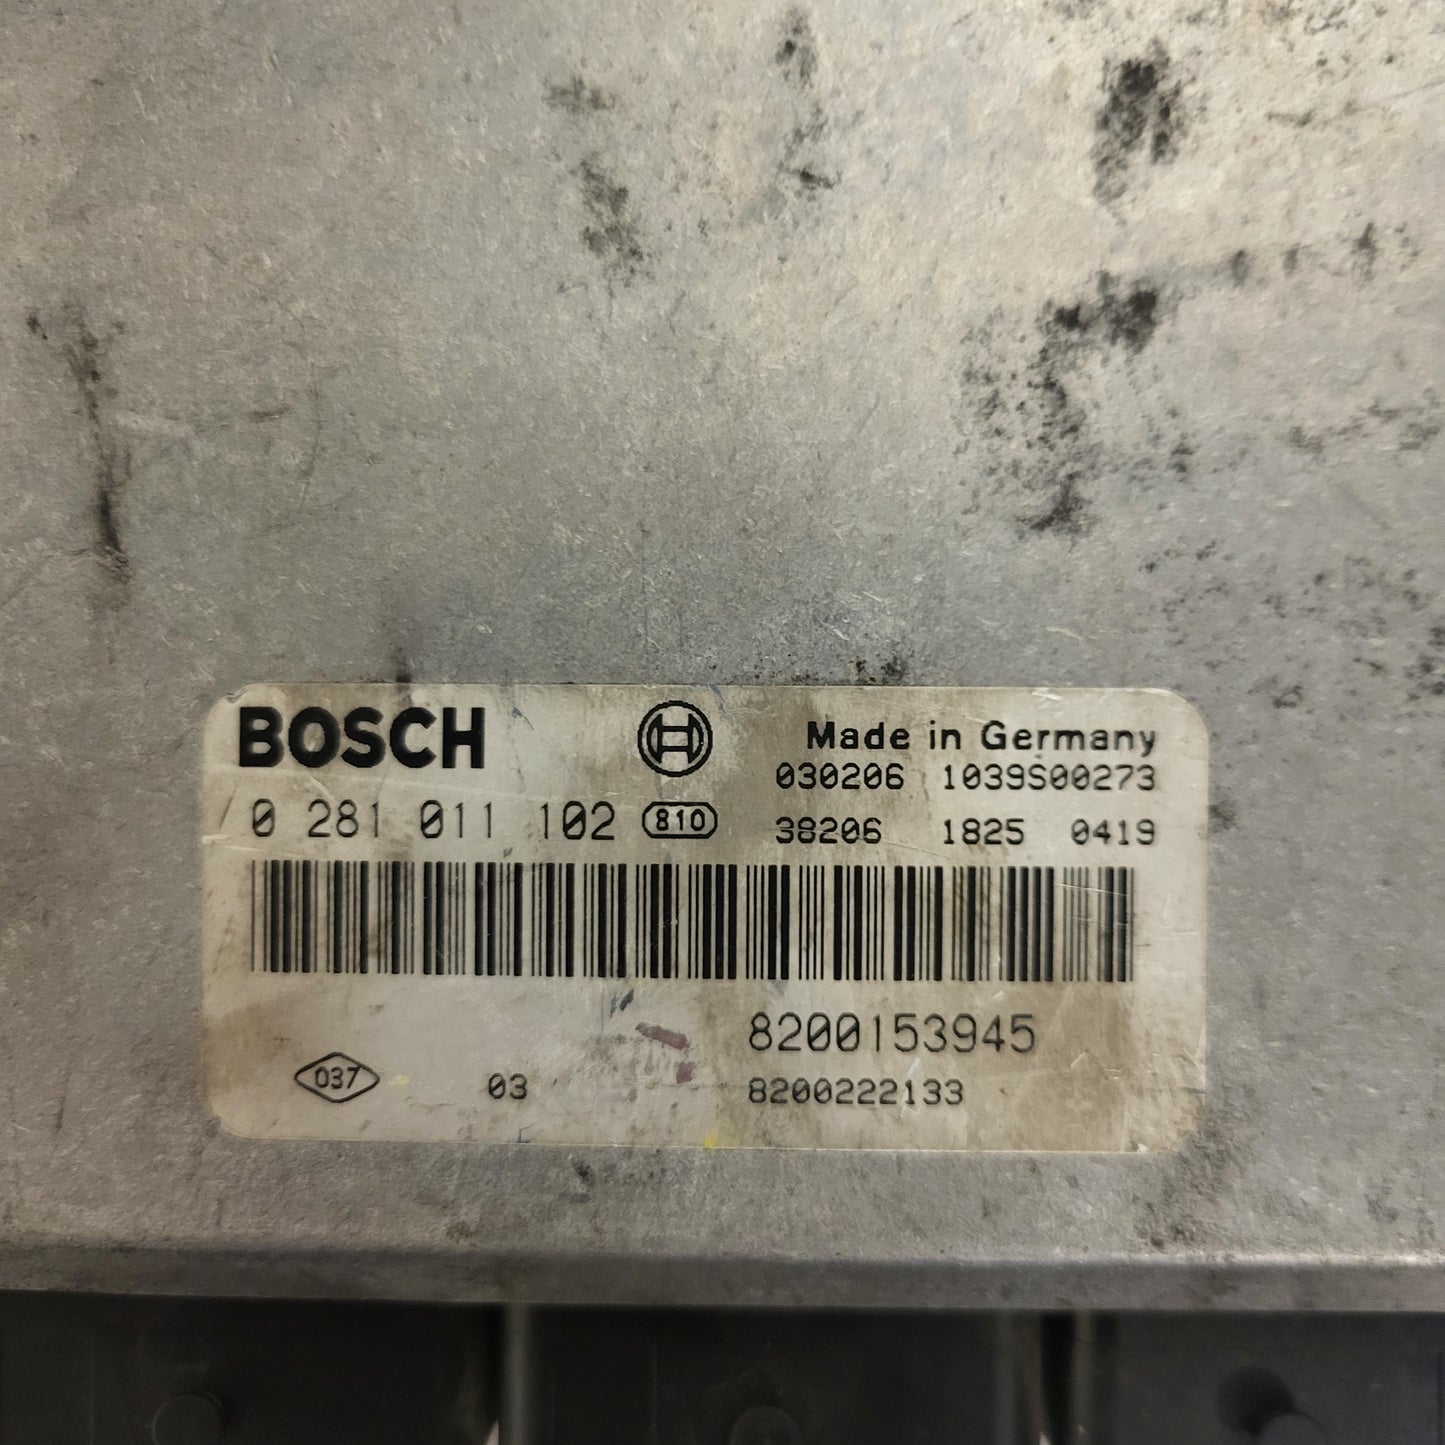 BOSCH
Made in Germany
030206 1039S00273
0 281 011 102 810
38206 1825 0419
8200153945
037 03 8200222133